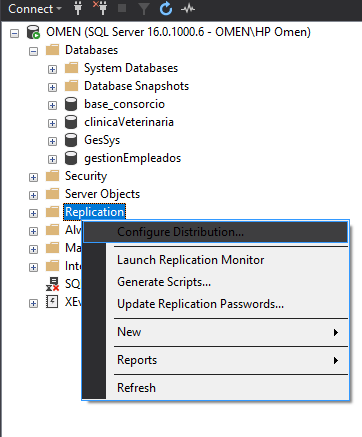 Connect
OMEN (SQL Server 16.0.1000.6 - OMEN\HP Omen)
Databases
System Databases
Database Snapshots
base_consorcio
clinicaVeterinaria
GesSys
gestionEmpleados
Security
Server Objects
Replication
Alw
Configure Distribution...
Ma
Launch Replication Monitor
Inte
Generate Scripts...
SQ
Update Replication Passwords...
XEv
New
Reports
Refresh